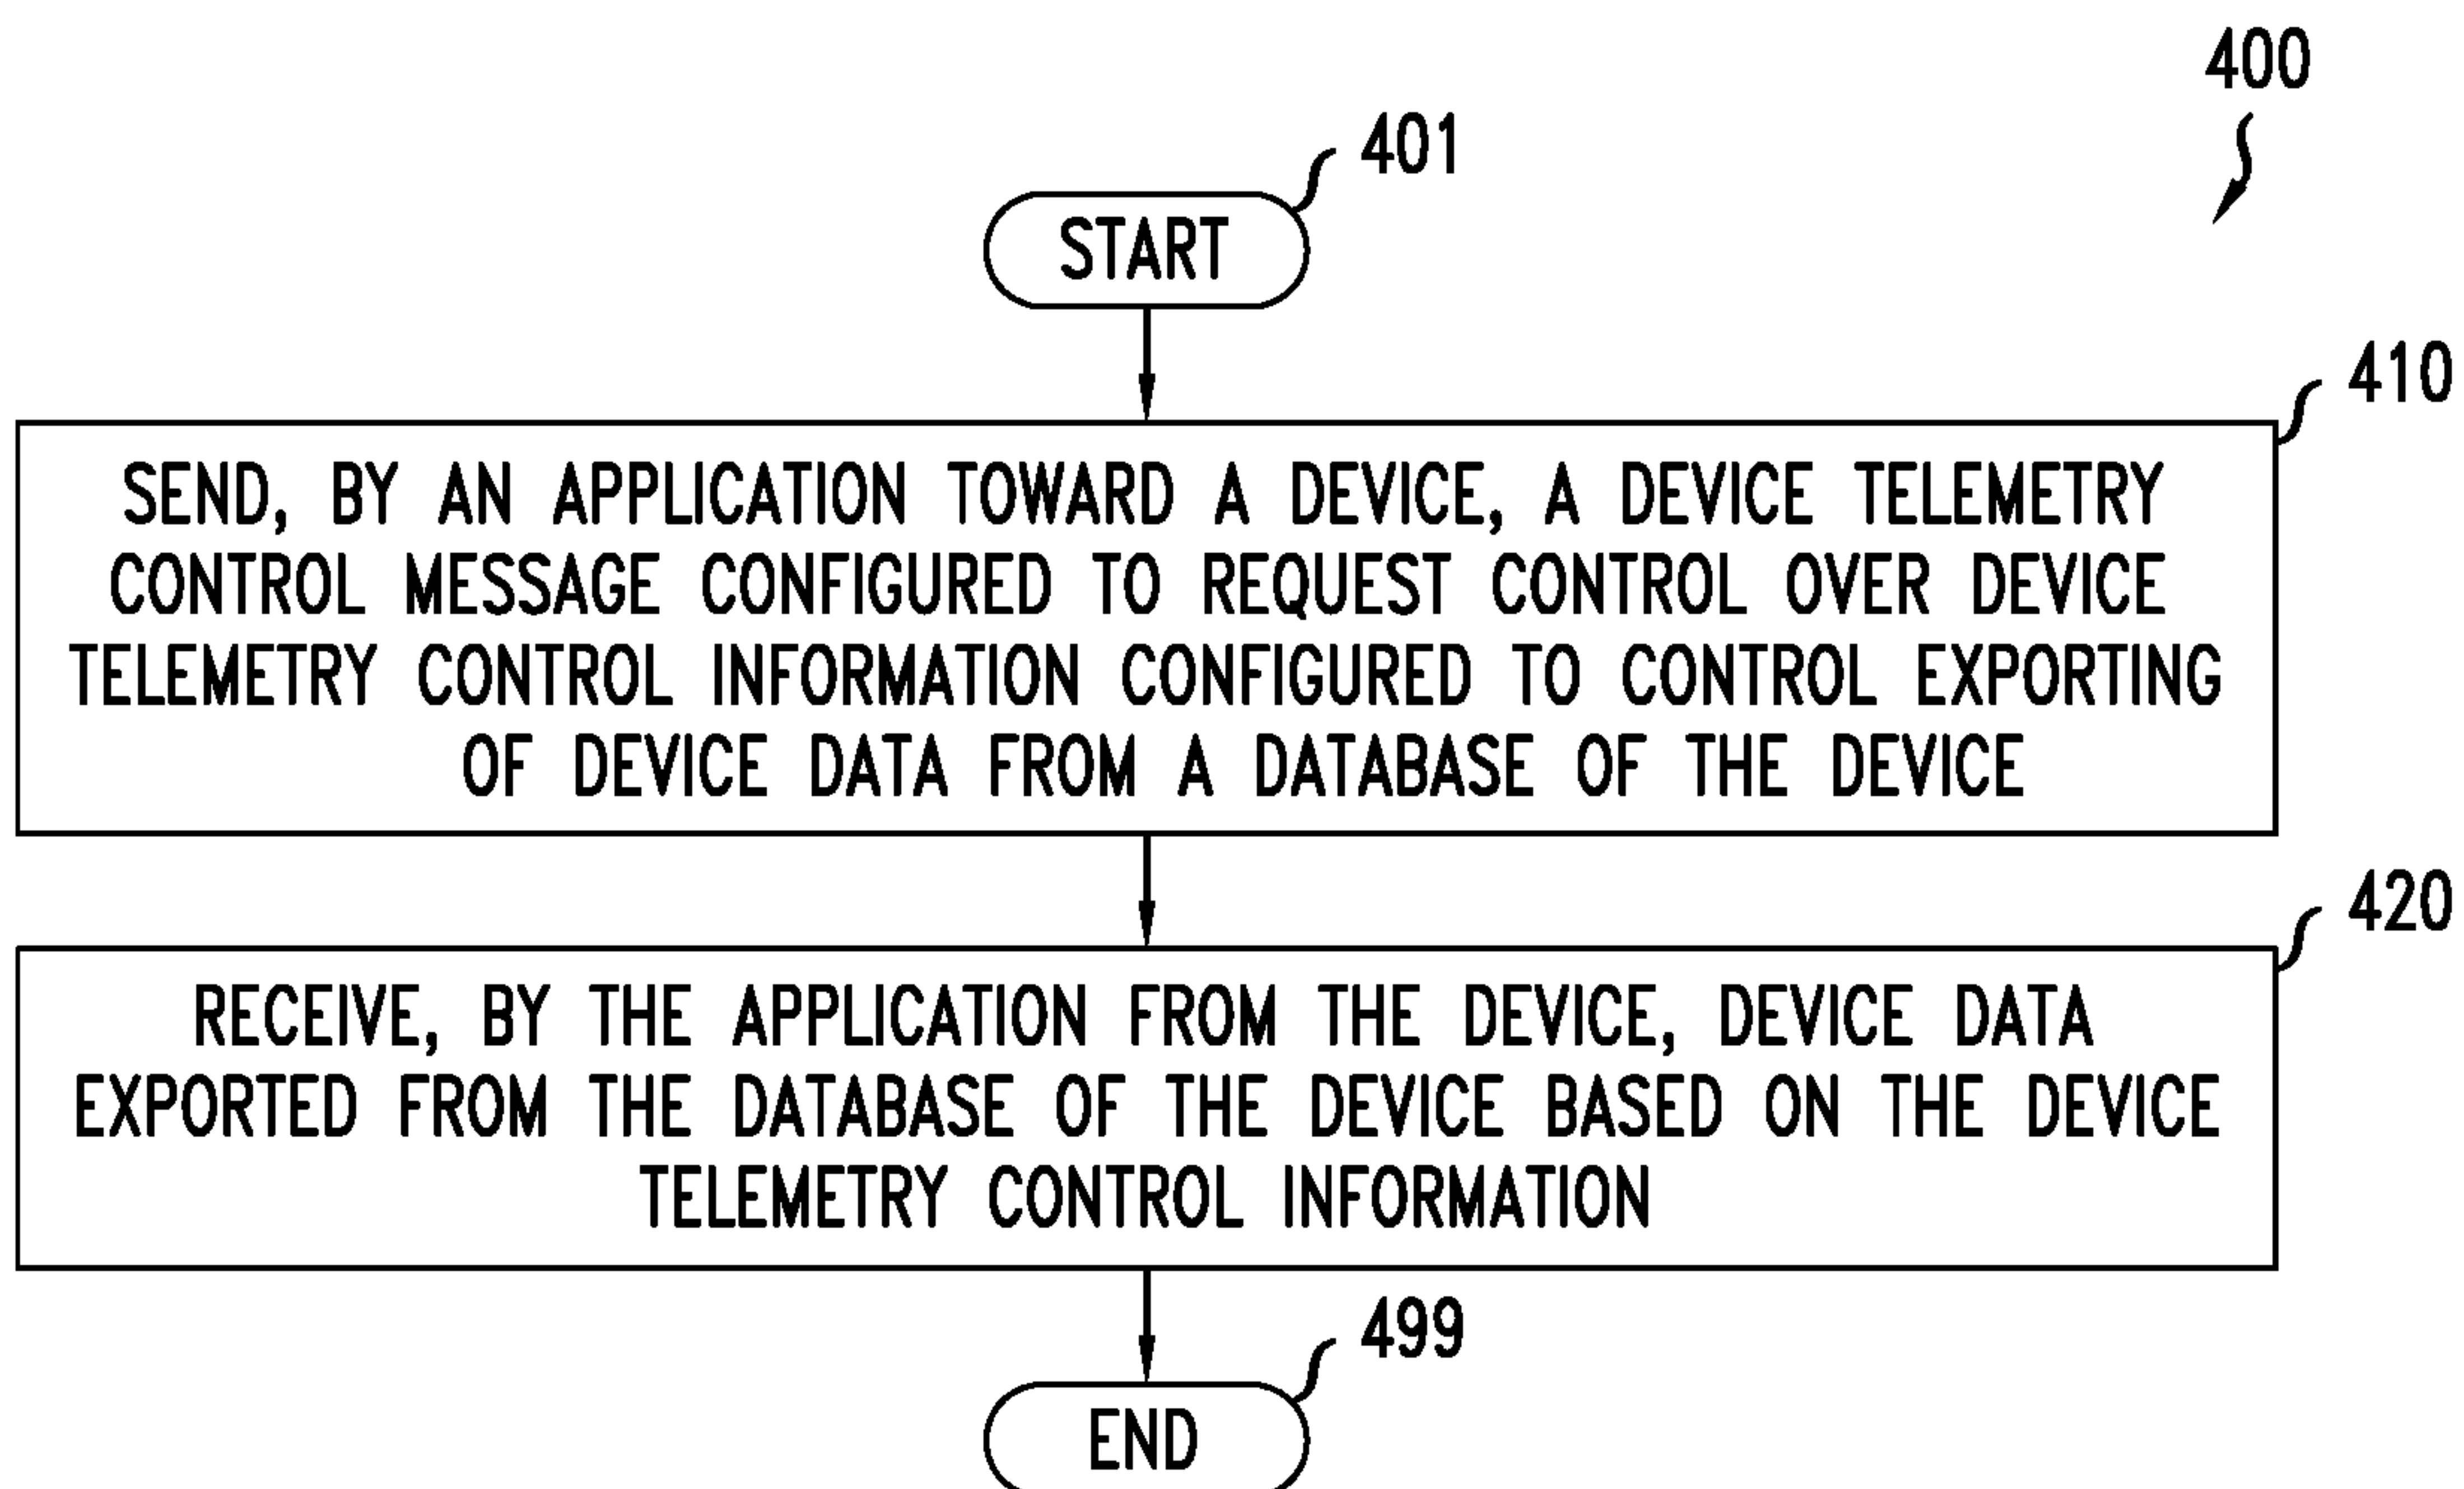 400
401
START
410
SEND, BY AN APPLICATION TOWARD A DEVICE, A DEVICE TELEMETRY
CONTROL MESSAGE CONFIGURED TO REQUEST CONTROL OVER DEVICE
TELEMETRY CONTROL INFORMATION CONFIGURED TO CONTROL EXPORTING
OF DEVICE DATA FROM A DATABASE OF THE DEVICE
420
RECEIVE, BY THE APPLICATION FROM THE DEVICE, DEVICE DATA
EXPORTED FROM THE DATABASE OF THE DEVICE BASED ON THE DEVICE
TELEMETRY CONTROL INFORMATION
499
END